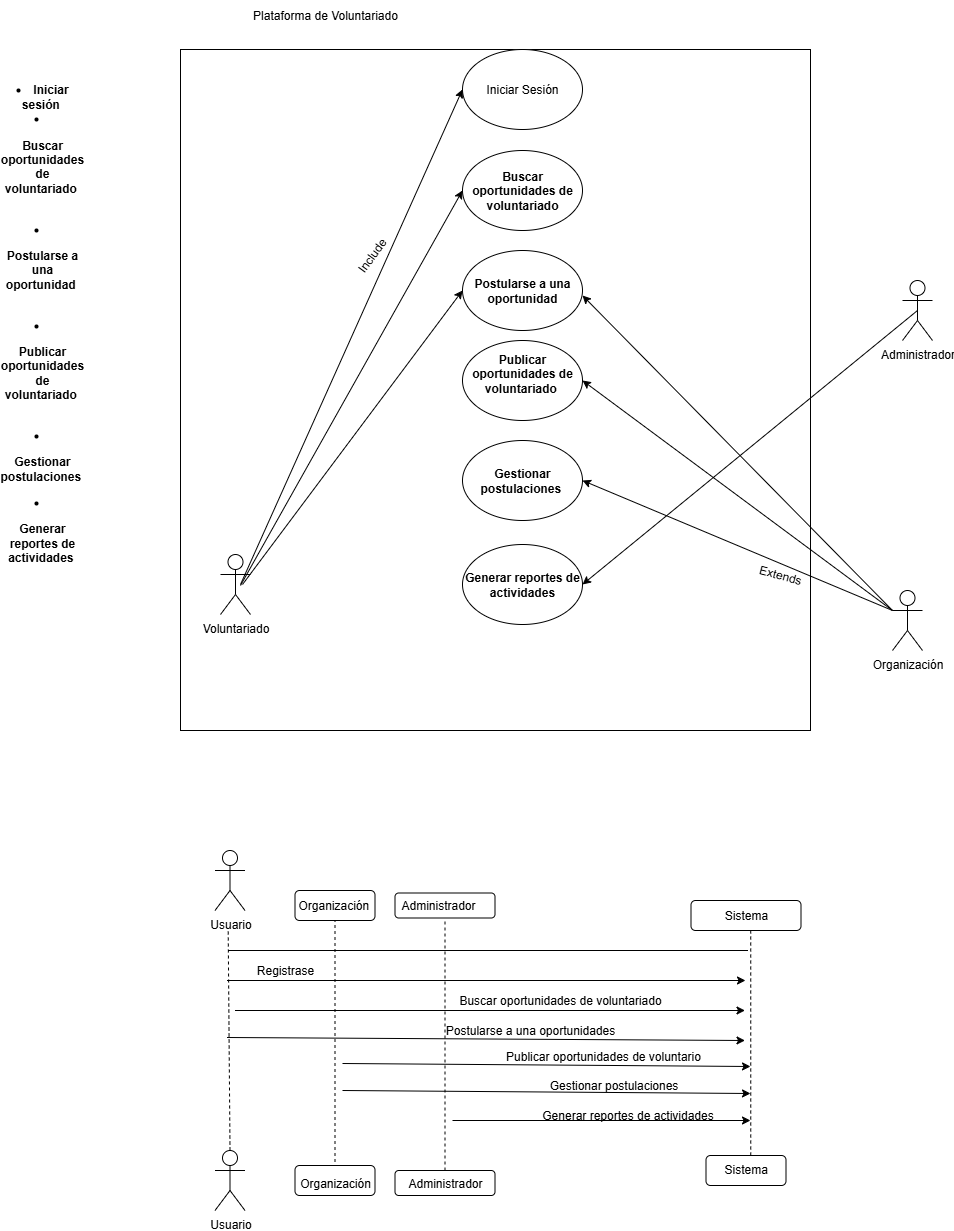 Plataforma de Voluntariado
• Iniciar
sesión
•
Buscar
oportunidades
de
voluntariado
•
Postularse a
una
oportunidad
•
Publicar
oportunidades
de
voluntariado
•
Gestionar
postulaciones
•
Generar
reportes de
actividades
Iniciar Sesión
Buscar
oportunidades de
voluntariado
Include
Postularse a una
oportunidad
Publicar
oportunidades de
voluntariado
Gestionar
postulaciones
Generar reportes de
actividades
Extends
Voluntariado
Administrador
Organización
Usuario
Organización
Administrador
Sistema
Registrase
Buscar oportunidades de voluntariado
Postularse a una oportunidades
Publicar oportunidades de voluntario
Gestionar postulaciones
Generar reportes de actividades
Usuario
Organización
Administrador
Sistema